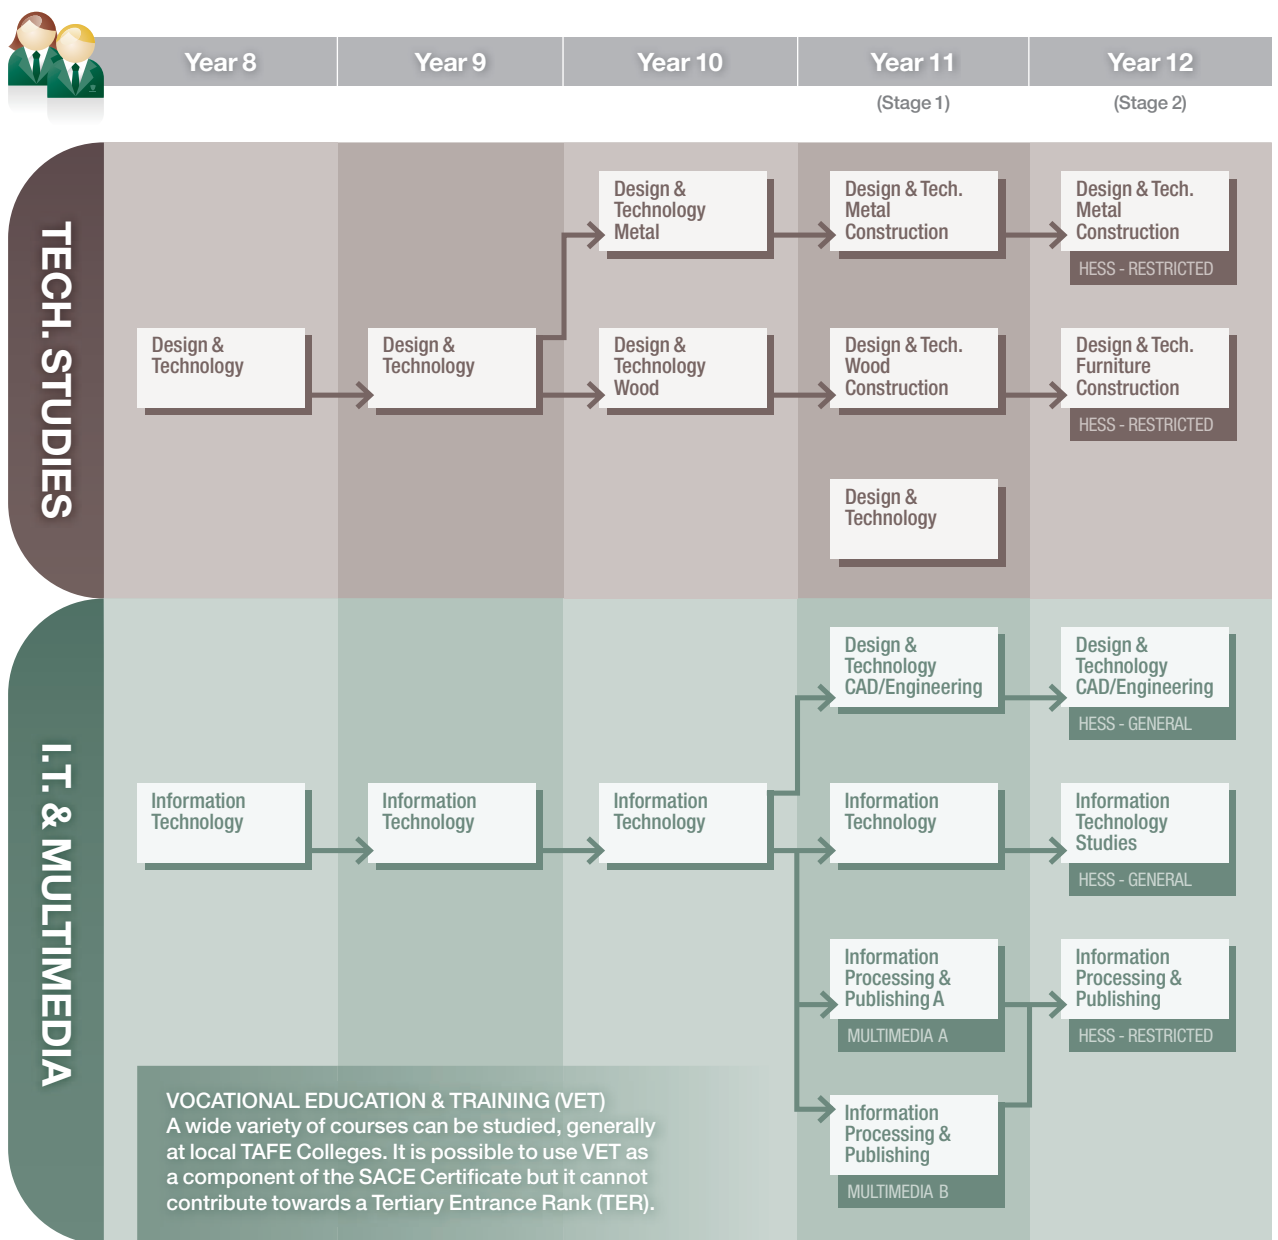 Year 8
Year 9
Year 10
Year 11
Year 12
(Stage 1)
(Stage 2)
TECH. STUDIES
Design &
Technology
Design &
Technology
Design &
Technology
Metal
Design & Tech.
Metal
Construction
Design & Tech.
Metal
Construction
HESS - RESTRICTED
Design &
Technology
Wood
Design & Tech.
Wood
Construction
Design & Tech.
Furniture
Construction
HESS - RESTRICTED
Design &
Technology
I.T. & MULTIMEDIA
Information
Technology
Information
Technology
Information
Technology
Design &
Technology
CAD/Engineering
Design &
Technology
CAD/Engineering
HESS - GENERAL
Information
Technology
Information
Technology
Studies
HESS - GENERAL
Information
Processing &
Publishing A
MULTIMEDIA A
Information
Processing &
Publishing
HESS - RESTRICTED
Information
Processing &
Publishing
MULTIMEDIA B
VOCATIONAL EDUCATION & TRAINING (VET)
A wide variety of courses can be studied, generally
at local TAFE Colleges. It is possible to use VET as
a component of the SACE Certificate but it cannot
contribute towards a Tertiary Entrance Rank (TER).